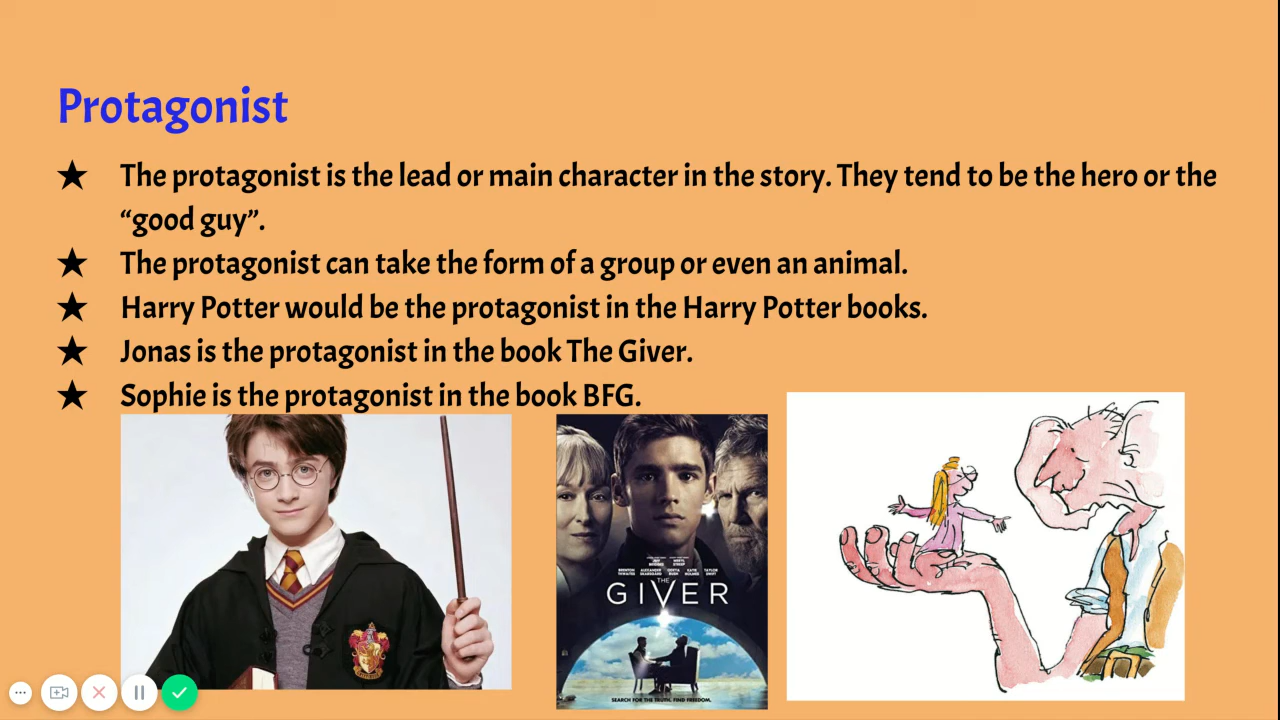 Protagonist
★ The protagonist is the lead or main character in the story. They tend to be the hero or the
“good guy”.
★ The protagonist can take the form of a group or even an animal.
★ Harry Potter would be the protagonist in the Harry Potter books.
★ Jonas is the protagonist in the book The Giver.
★ Sophie is the protagonist in the book BFG.
THE
GIVER
SEARCH FOR THE TRUTH. FIND FREEDOM.